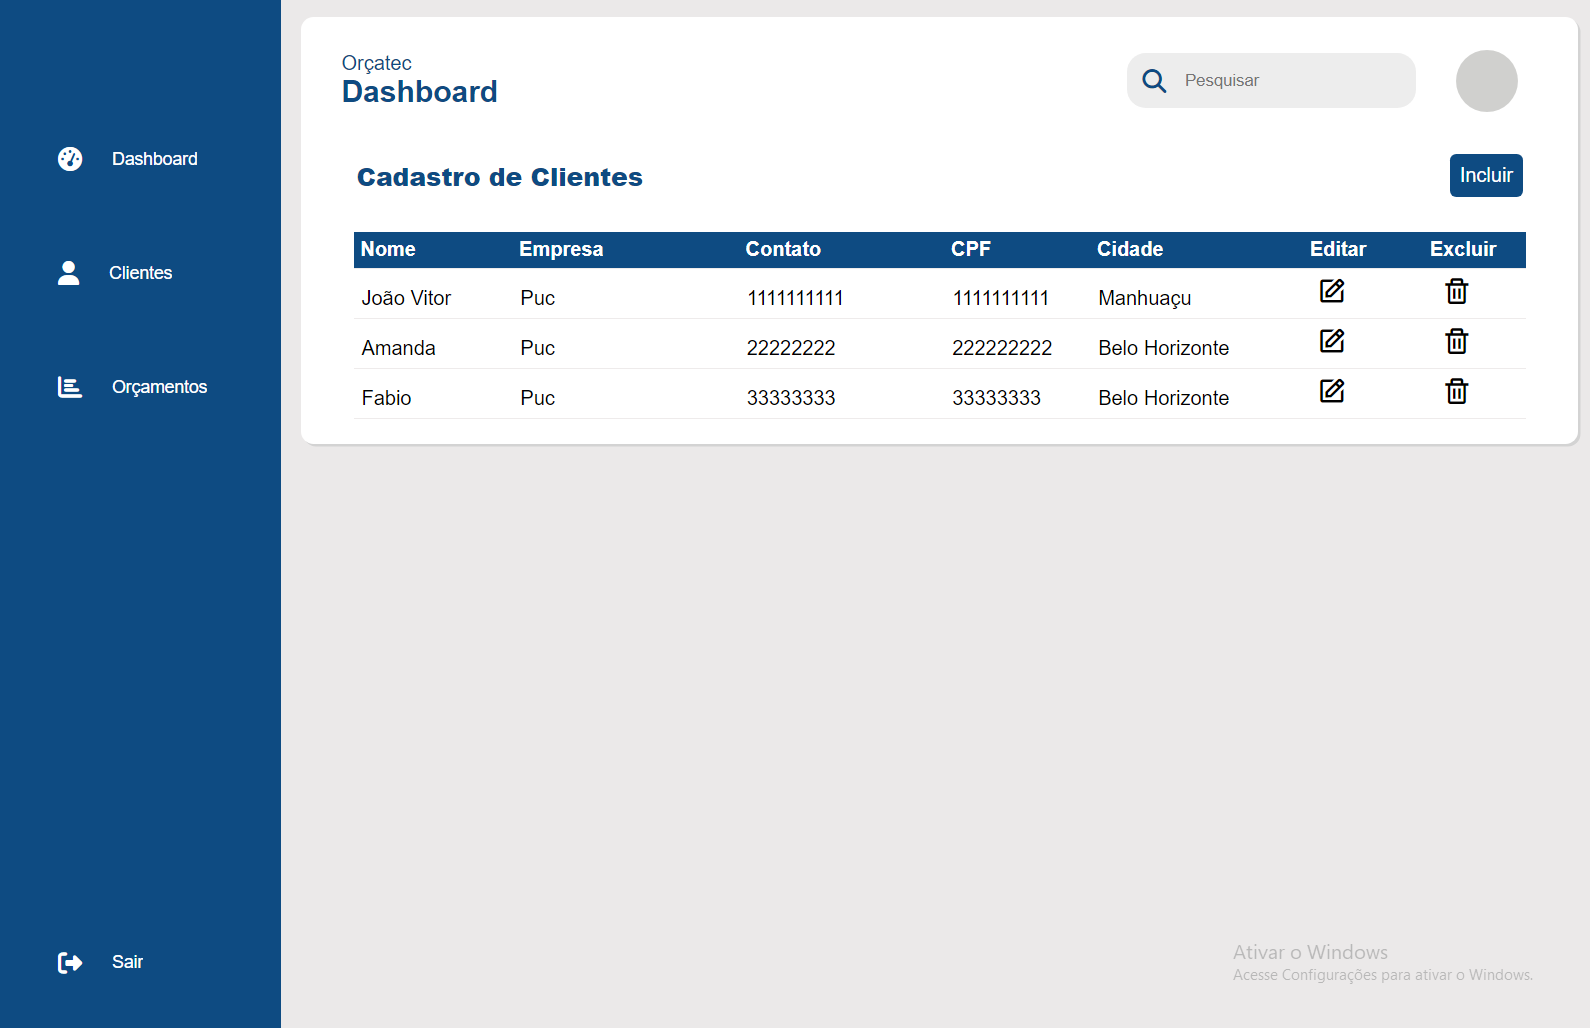 Orçatec
Dashboard
Pesquisar
Dashboard
Clientes
Orçamentos
Sair
Cadastro de Clientes
Incluir
Nome Empresa Contato CPF Cidade Editar Excluir
João Vitor Puc 1111111111 1111111111 Manhuaçu
Amanda Puc 22222222 222222222 Belo Horizonte
Fabio Puc 33333333 33333333 Belo Horizonte
Ativar o Windows
Acesse Configurações para ativar o Windows.